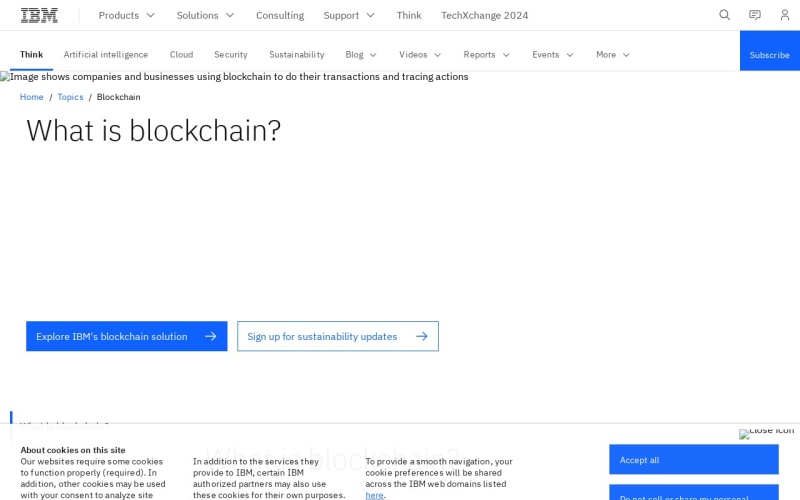 IBM
Products
Solutions
Consulting
Support
Think
TechXchange 2024
Think
Artificial intelligence
Cloud
Security
Sustainability
Blog
Videos
Reports
Events
More
Subscribe
Image shows companies and businesses using blockchain to do their transactions and tracing actions
Home / Topics / Blockchain
What is blockchain?
Explore IBM's blockchain solution
Sign up for sustainability updates
close icon
What is blockchain?
About cookies on this site
Our websites require some cookies
to function properly (required). In
addition, other cookies may be used
with your consent to analyze site
In addition to the services they
provide to IBM, certain IBM
authorized partners may also use
these cookies for their own purposes.
To provide a smooth navigation, your
cookie preferences will be shared
across the IBM web domains listed
here.
Accept all
Do not sell or share my personal